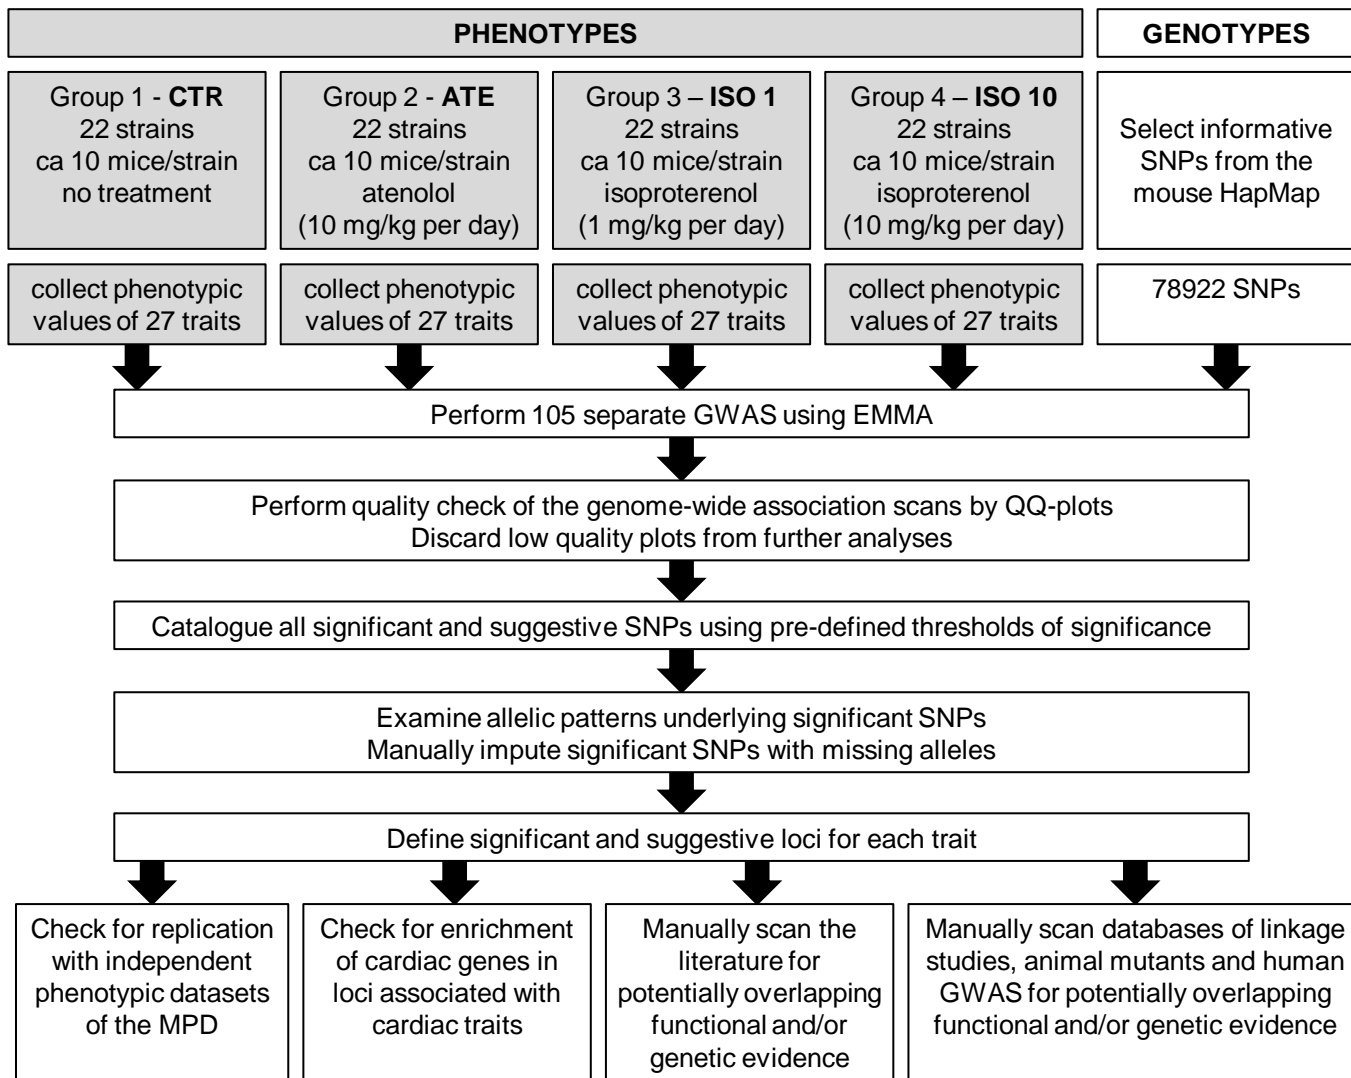 PHENOTYPES
GENOTYPES
Group 1 - CTR
22 strains
ca 10 mice/strain
no treatment
Group 2 - ATE
22 strains
ca 10 mice/strain
atenolol
(10 mg/kg per day)
Group 3 – ISO 1
22 strains
ca 10 mice/strain
isoproterenol
(1 mg/kg per day)
Group 4 – ISO 10
22 strains
ca 10 mice/strain
isoproterenol
(10 mg/kg per day)
Select informative
SNPs from the
mouse HapMap
collect phenotypic
values of 27 traits
collect phenotypic
values of 27 traits
collect phenotypic
values of 27 traits
collect phenotypic
values of 27 traits
78922 SNPs
Perform 105 separate GWAS using EMMA
Perform quality check of the genome-wide association scans by QQ-plots
Discard low quality plots from further analyses
Catalogue all significant and suggestive SNPs using pre-defined thresholds of significance
Examine allelic patterns underlying significant SNPs
Manually impute significant SNPs with missing alleles
Define significant and suggestive loci for each trait
Check for replication
with independent
phenotypic datasets
of the MPD
Check for enrichment
of cardiac genes in
loci associated with
cardiac traits
Manually scan the
literature for
potentially overlapping
functional and/or
genetic evidence
Manually scan databases of linkage
studies, animal mutants and human
GWAS for potentially overlapping
functional and/or genetic evidence